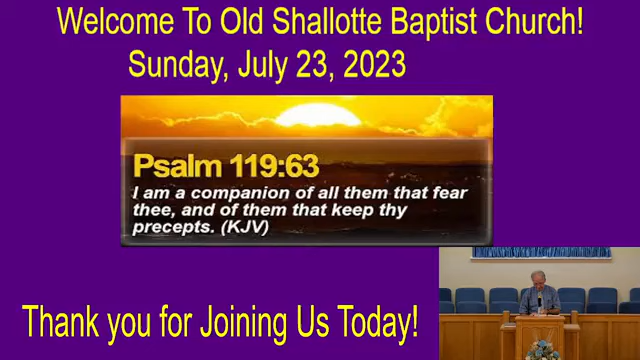 Welcome To Old Shallotte Baptist Church!
Sunday, July 23, 2023
Psalm 119:63
I am a companion of all them that fear
thee, and of them that keep thy
precepts. (KJV)
Thank you for Joining Us Today!